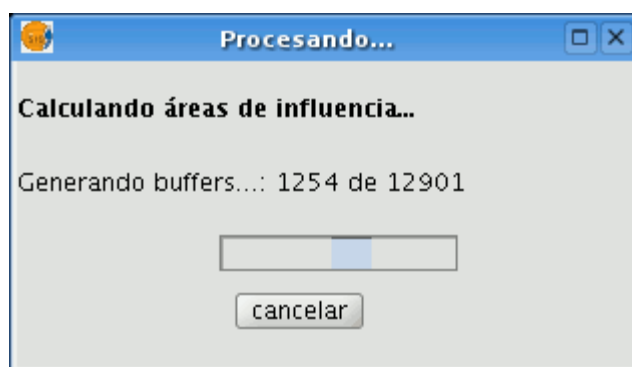 Procesando...
Calculando áreas de influencia...
Generando buffers...: 1254 de 12901
cancelar